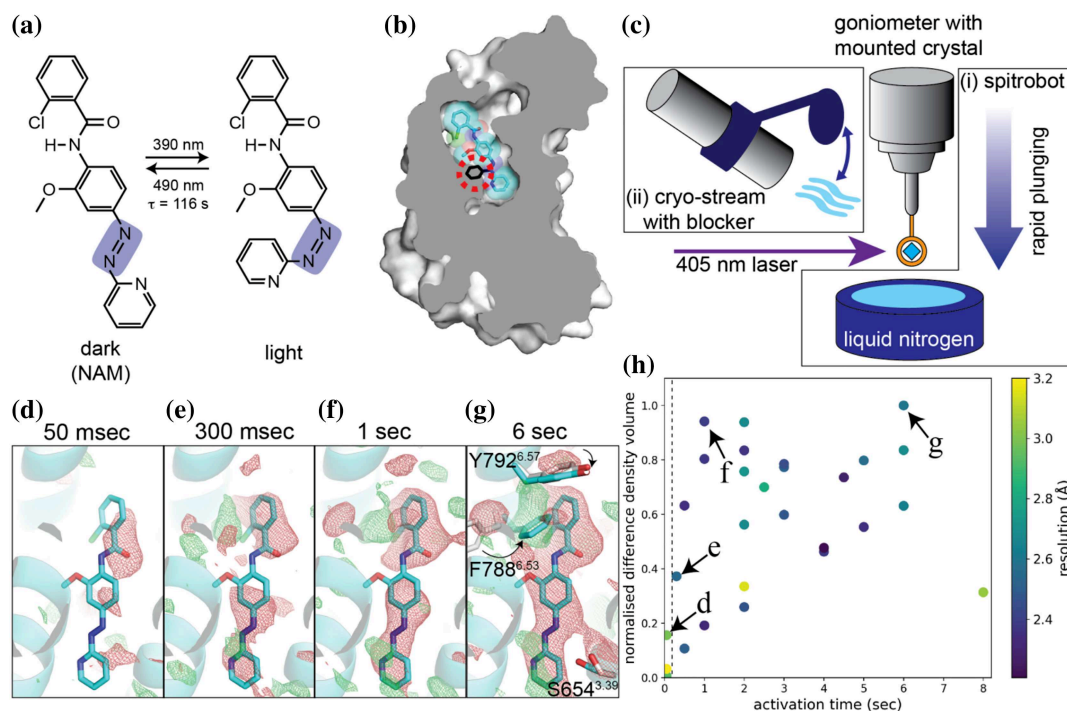 (a)
Cl
O
H
N
O
N
N
N
390 nm
490 nm
τ = 116 s
Cl
O
H
N
O
N
N
N
dark
(NAM)
light
(b)
(c)
goniometer with
mounted crystal
(i) spitrobot
rapid plunging
(ii) cryo-stream
with blocker
405 nm laser
liquid nitrogen
(d)
50 msec
(e)
300 msec
(f)
1 sec
(g)
6 sec
Y792^6.57
F788^6.53
S654^3.39
(h)
normalised difference density volume
1.0
0.8
0.6
0.4
0.2
0.0
0 1 2 3 4 5 6 7 8
activation time (sec)
d
e
f
g
3.2
3.0
2.8
2.6
2.4
resolution (Å)